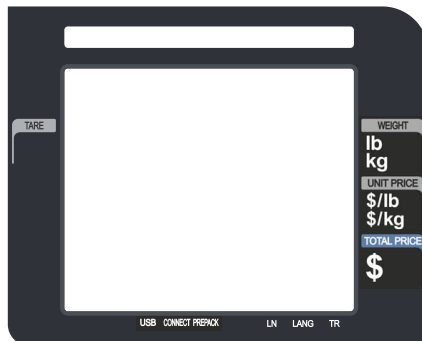 TARE
WEIGHT
lb
kg
UNIT PRICE
$/lb
$/kg
TOTAL PRICE
$
USB CONNECT PREPACK LN LANG TR